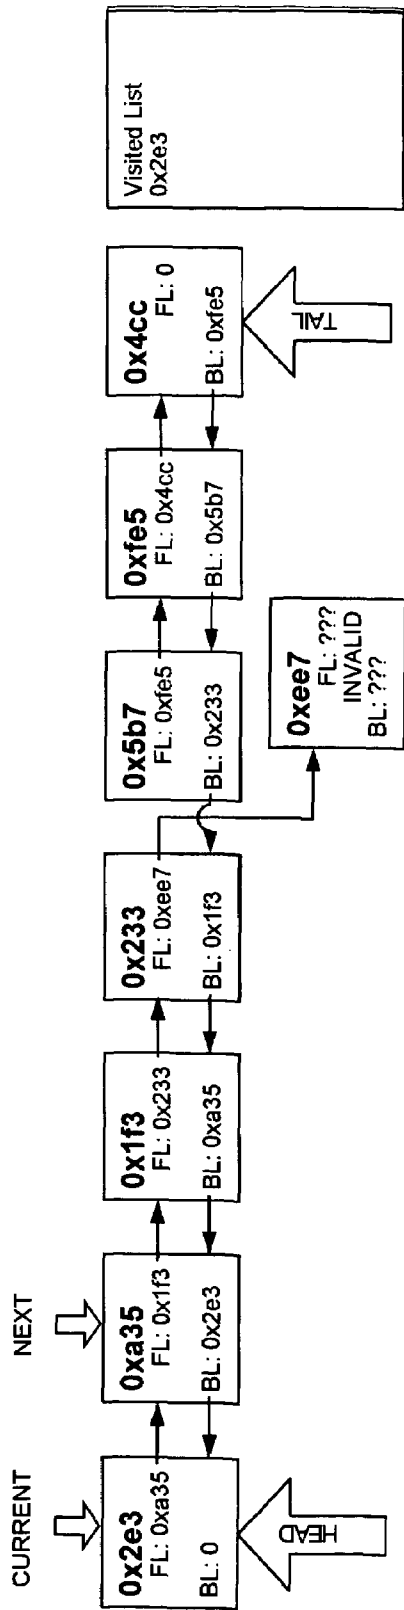 CURRENT
NEXT
0x2e3
FL: 0xa35
BL: 0
HEAD
0xa35
FL: 0x1f3
BL: 0x2e3
0x1f3
FL: 0x233
BL: 0xa35
0x233
FL: 0xee7
BL: 0x1f3
0x5b7
FL: 0xfe5
BL: 0x233
0xee7
FL: ???
INVALID
BL: ???
0xfe5
FL: 0x4cc
BL: 0x5b7
0x4cc
FL: 0
BL: 0xfe5
TAIL
Visited List
0x2e3